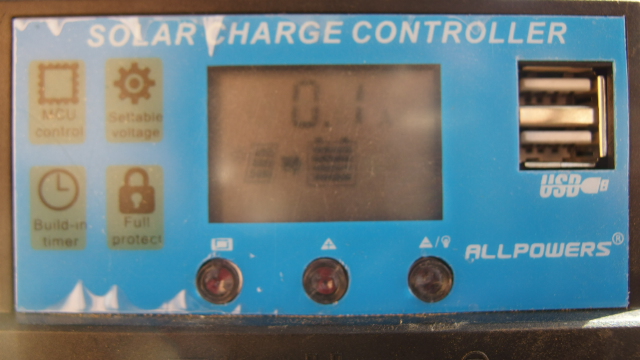 SOLAR CHARGE CONTROLLER
MCU
control
Settable
voltage
0.1
Build-in
timer
Full
protect
USB
ALLPOWERS®